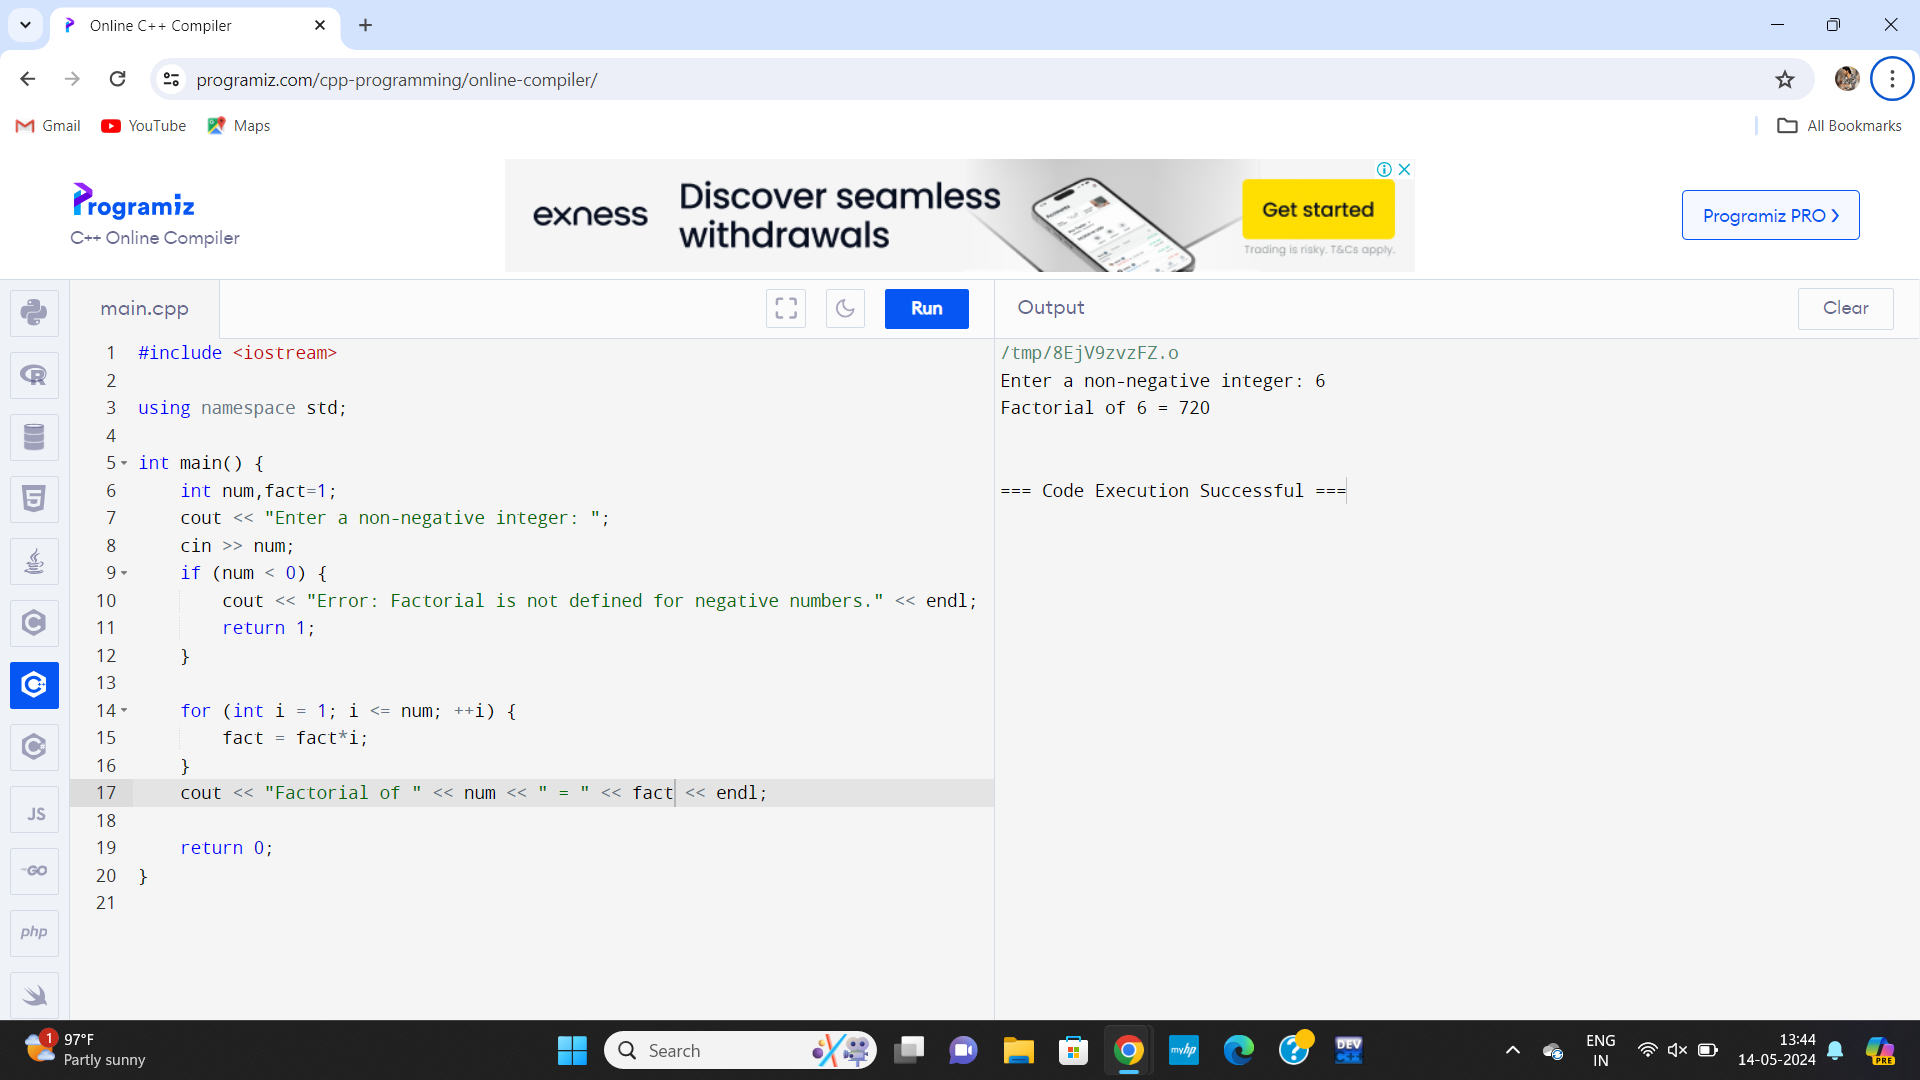 Online C++ Compiler
programiz.com/cpp-programming/online-compiler/
Gmail YouTube Maps All Bookmarks
Programiz
C++ Online Compiler
exness
Discover seamless
withdrawals
Get started
Trading is risky. T&Cs apply.
Programiz PRO ❯
main.cpp
Run
Output
Clear
1 #include <iostream>
2
3 using namespace std;
4
5 int main() {
6     int num,fact=1;
7     cout << "Enter a non-negative integer: ";
8     cin >> num;
9     if (num < 0) {
10         cout << "Error: Factorial is not defined for negative numbers." << endl;
11         return 1;
12     }
13
14     for (int i = 1; i <= num; ++i) {
15         fact = fact*i;
16     }
17     cout << "Factorial of " << num << " = " << fact << endl;
18
19     return 0;
20 }
21
/tmp/8EjV9zvzFZ.o
Enter a non-negative integer: 6
Factorial of 6 = 720
=== Code Execution Successful ===
JS
GO
php
1
97°F
Partly sunny
Search
myhp
DEV
C++
ENG
IN
13:44
14-05-2024
PRE